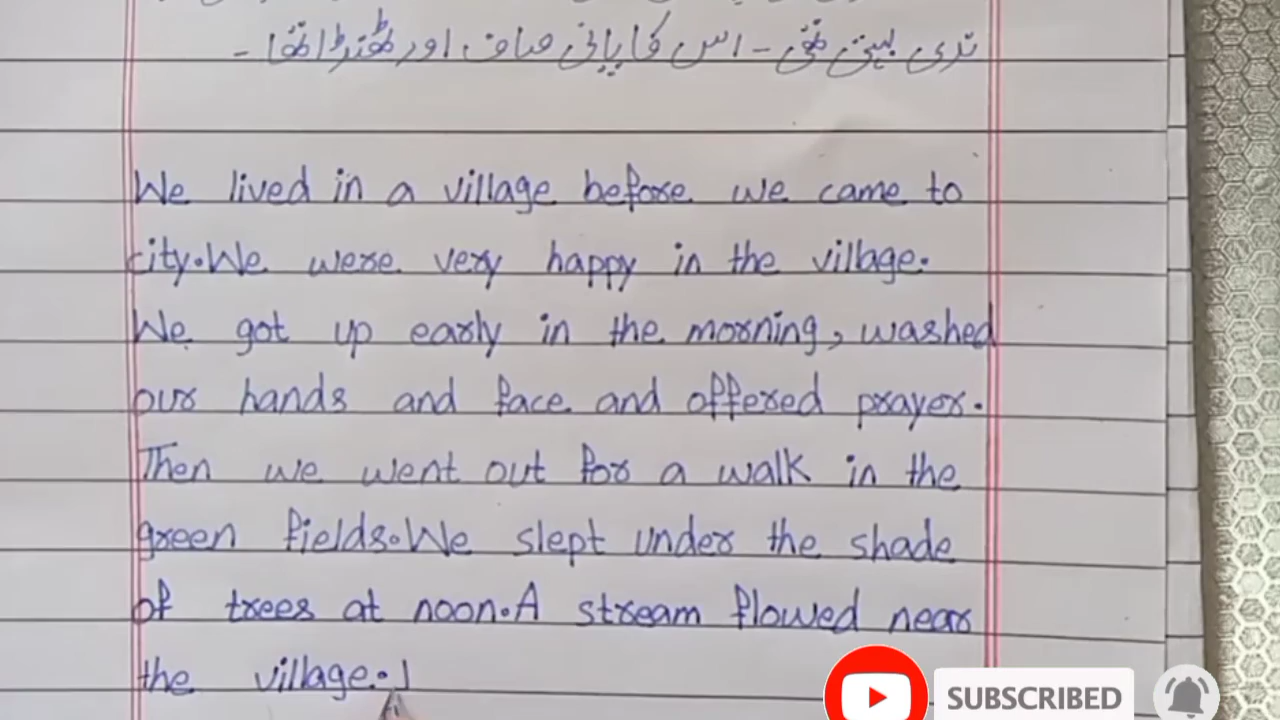 ندی بہتی تھی - اس کا پانی صاف اور ٹھنڈا تھا -
We lived in a village before we came to
city. We were very happy in the village.
We got up early in the morning, washed
our hands and face and offered prayer.
Then we went out for a walk in the
green fields. We slept under the shade
of trees at noon. A stream flowed near
the village.
SUBSCRIBED